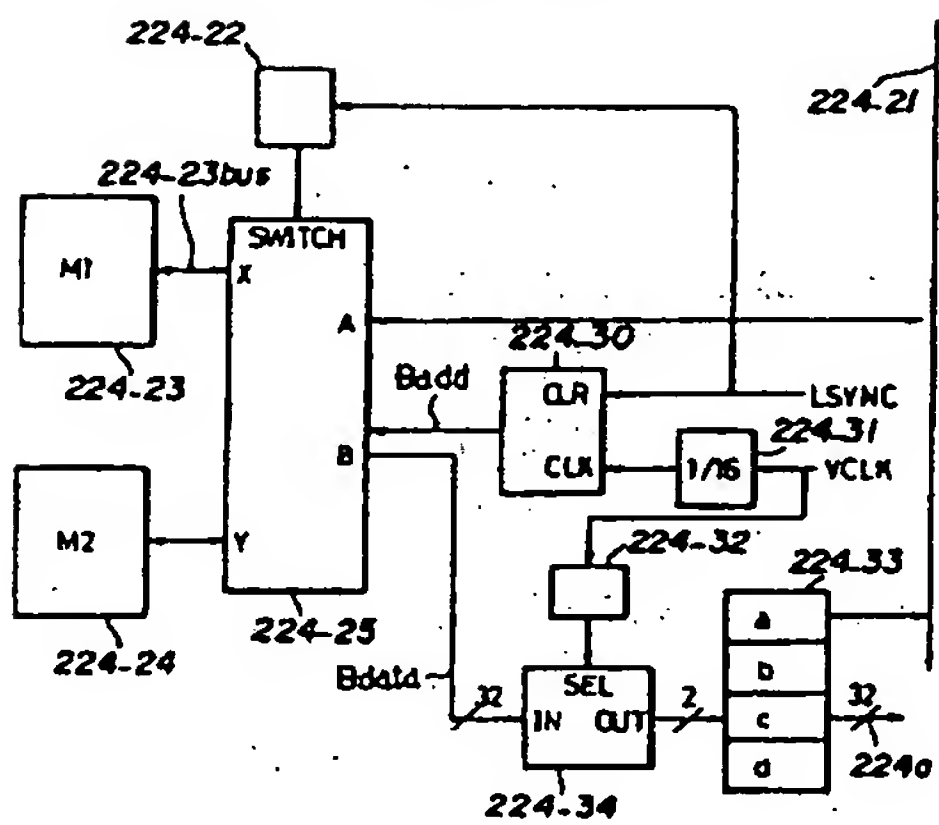 224-22
224-21
224-23bus
SWITCH
M1
X
A
224-30
224-23
Badd
CLR
LSYNC
224-31
B
CLK
1/16
VCLK
M2
Y
224-32
224-33
224-25
a
224-24
b
Bdata
32
SEL
IN OUT
2
c
32
d
224a
224-34